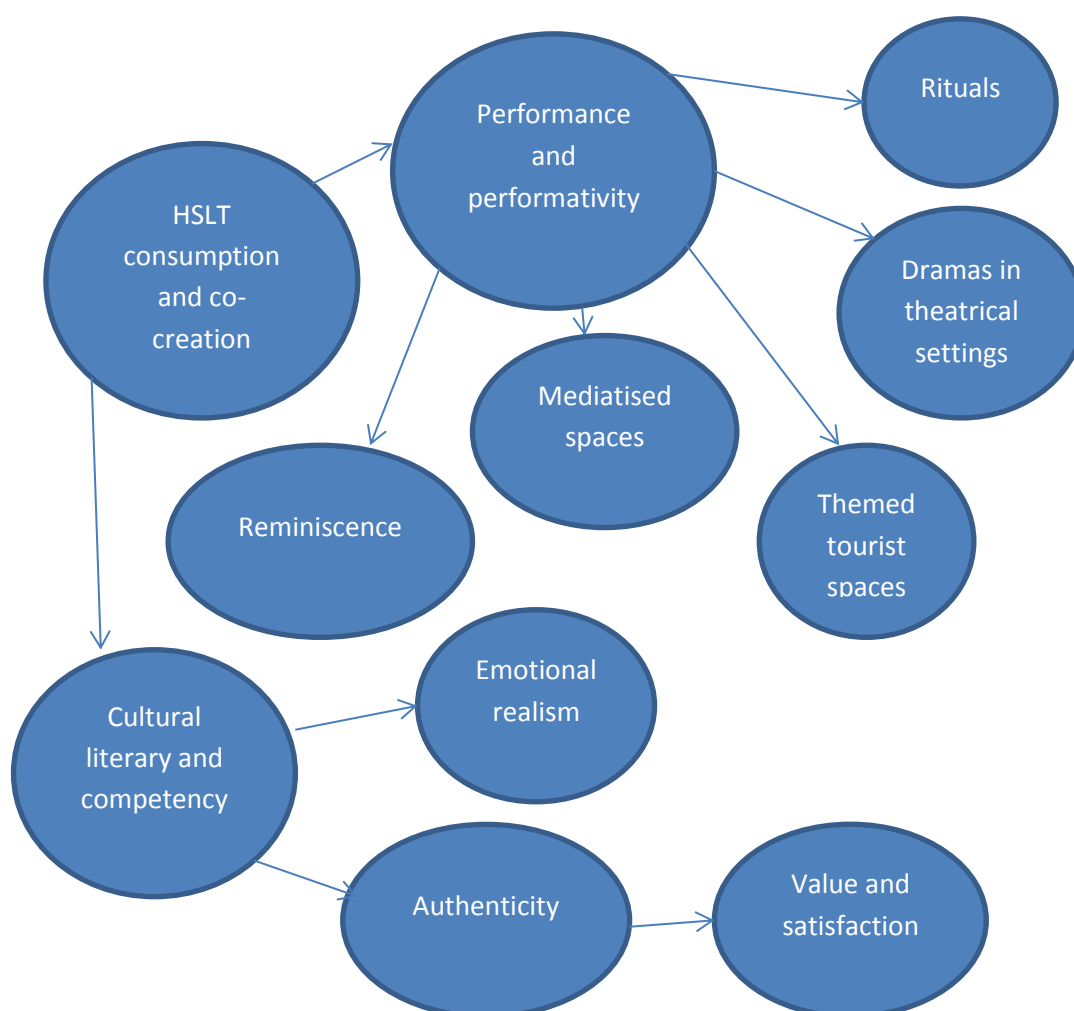 Performance
and
performativity
Rituals
HSLT
consumption
and co-
creation
Dramas in
theatrical
settings
Mediatised
spaces
Reminiscence
Themed
tourist
spaces
Emotional
realism
Cultural
literary and
competency
Authenticity
Value and
satisfaction